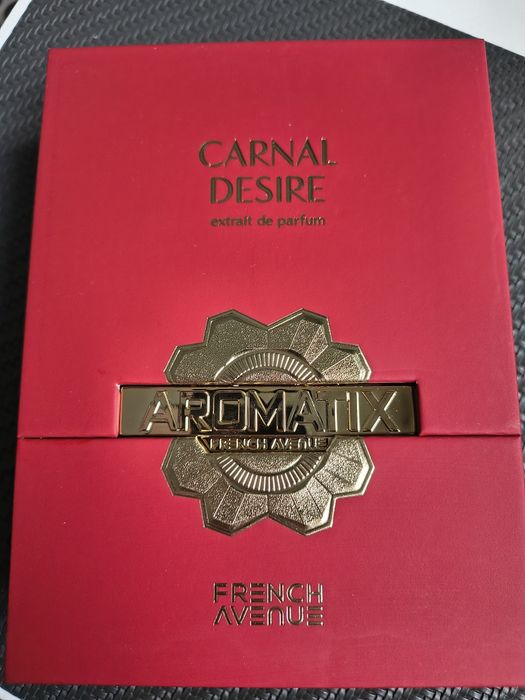 CARNAL
DESIRE
extrait de parfum
AROMATIX
FRENCH AVENUE
FRENCH
AVENUE